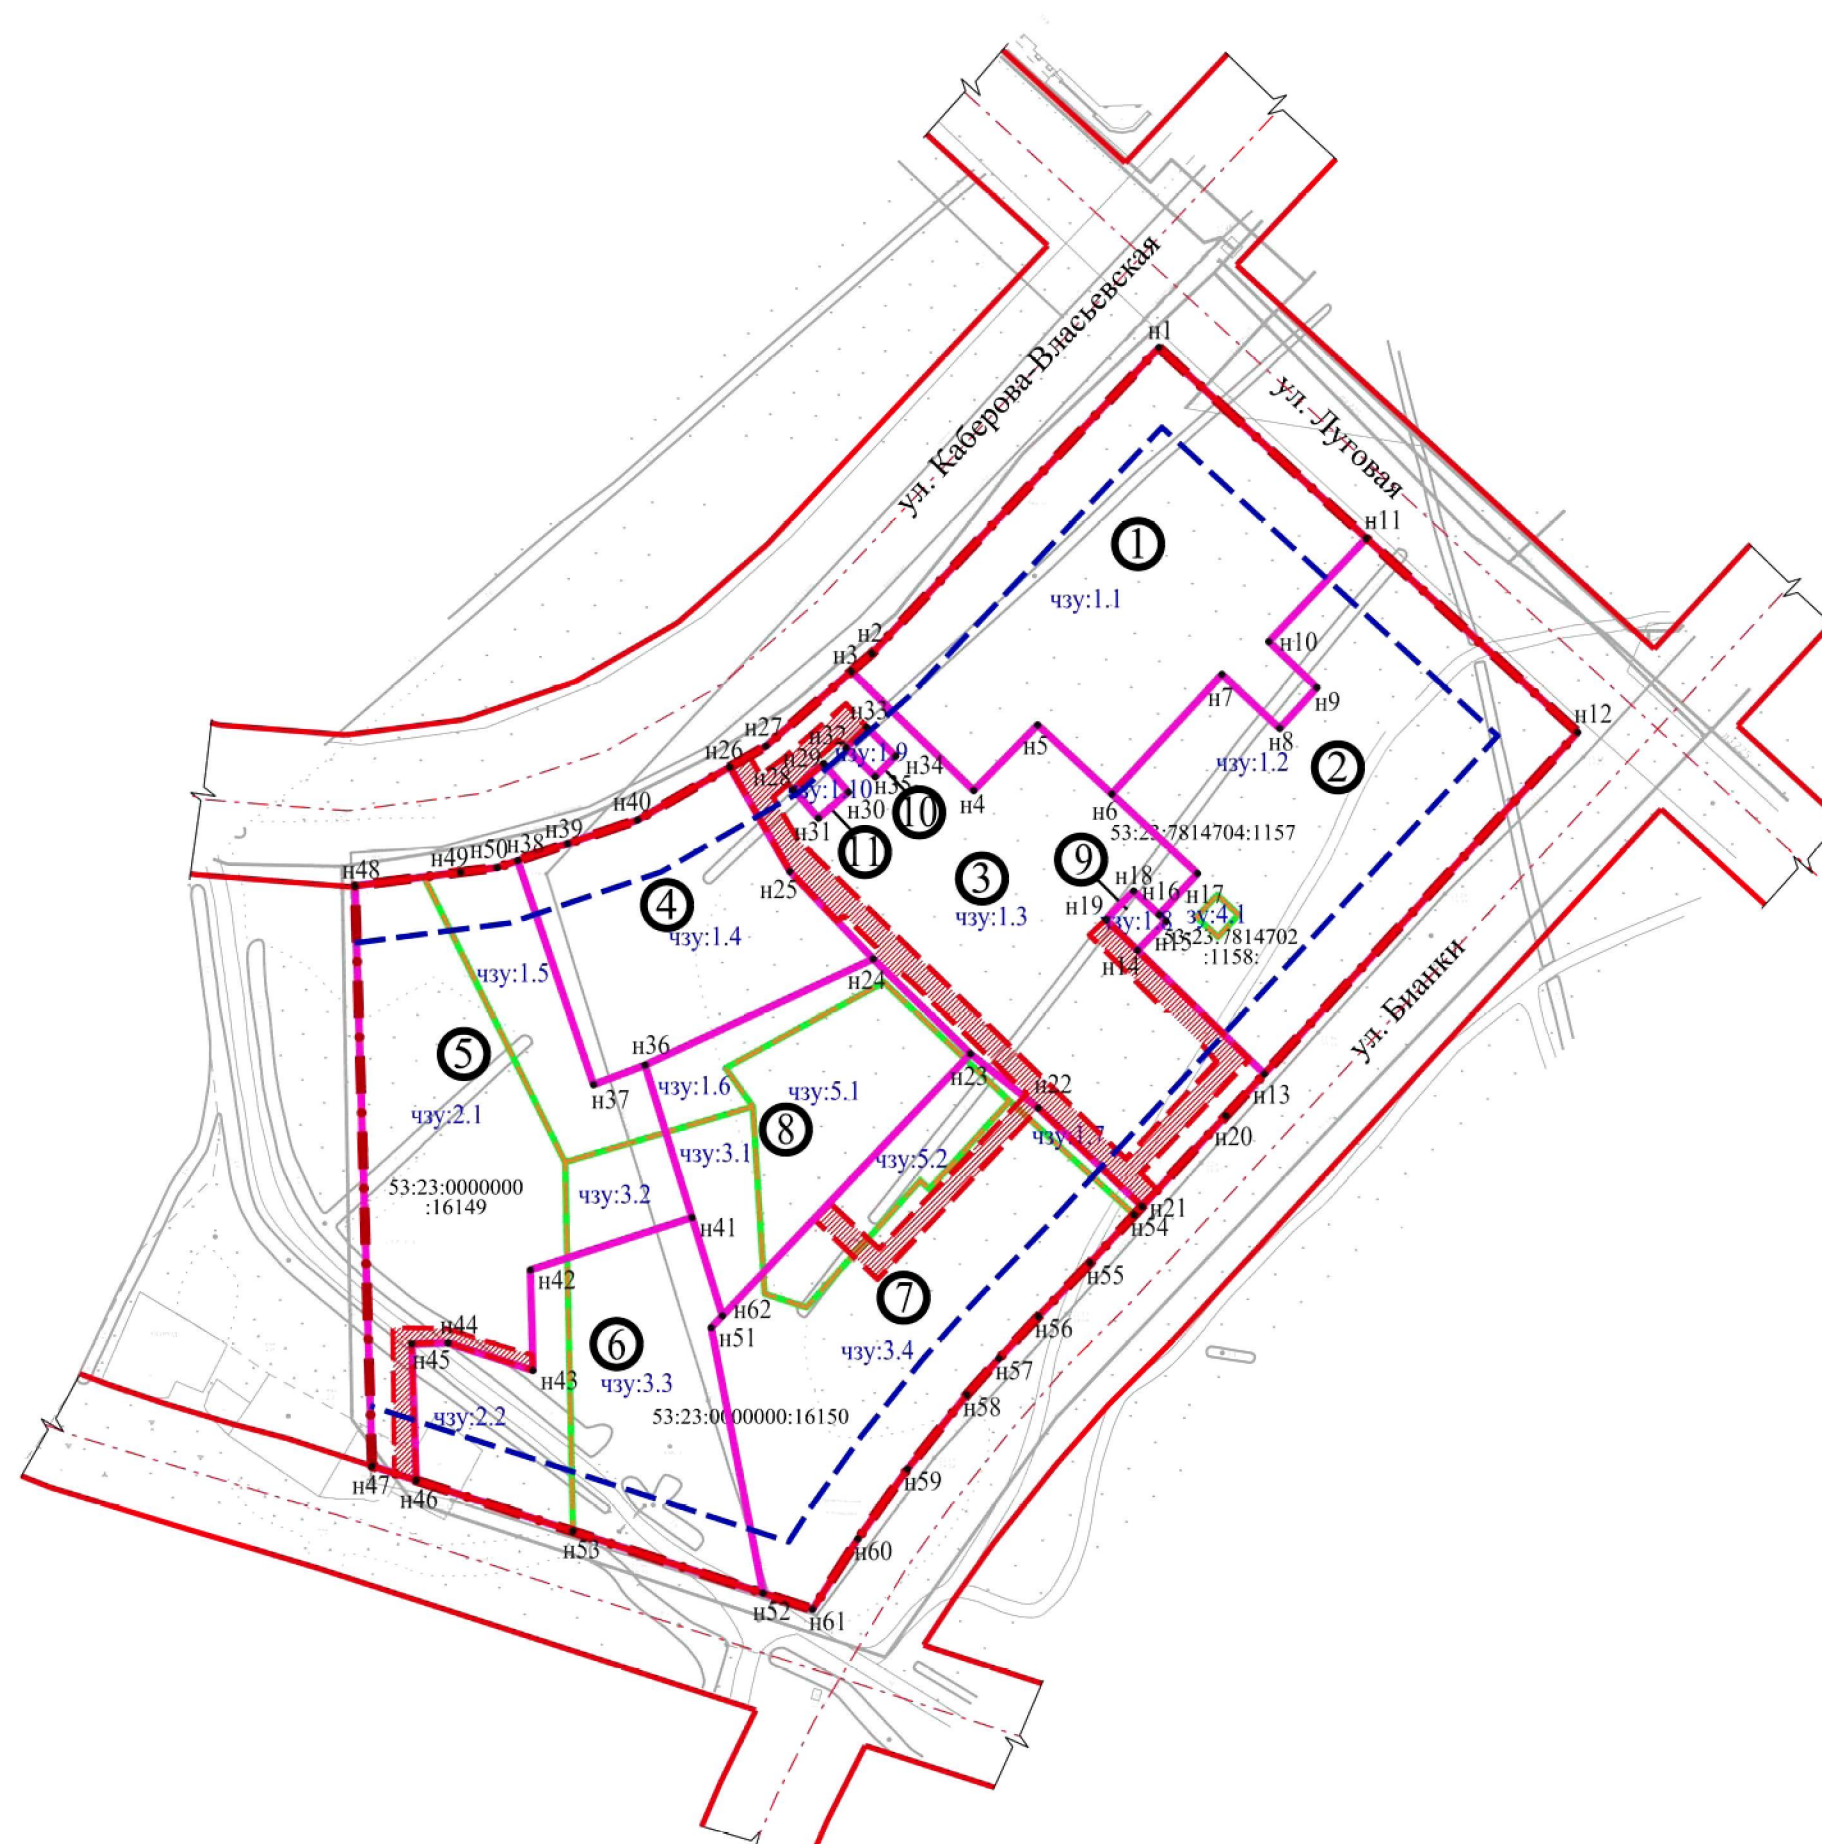 ул. Каберова-Власьевская
н1
ул. Луговая
н11
1
чзу:1.1
н2
н3
н10
н7
н9
н33
н12
н27
н5
н8
н32
н26
н29
чзу:1.9
н34
чзу:1.2
2
н28
н35
н4
зу:1.10
н30
10
н6
н40
н31
53:23:7814704:1157
н39
11
9
н38
н50
н49
н48
н25
3
н18
н17
4
н19
н16
чзу:1.3
зу:4.1
чзу:1.4
н15
53:23:7814702
:1158:
н14
чзу:1.5
н24
ул. Бианки
н36
5
н23
чзу:1.6
чзу:5.1
н22
н13
н37
чзу:2.1
8
чзу:1.7
н20
чзу:3.1
чзу:5.2
53:23:0000000
:16149
чзу:3.2
н21
н41
н54
н42
н55
7
н62
н44
н51
н56
6
н45
чзу:3.4
н57
н43
чзу:3.3
н58
чзу:2.2
53:23:0000000:16150
н59
н47
н46
н53
н60
н52
н61